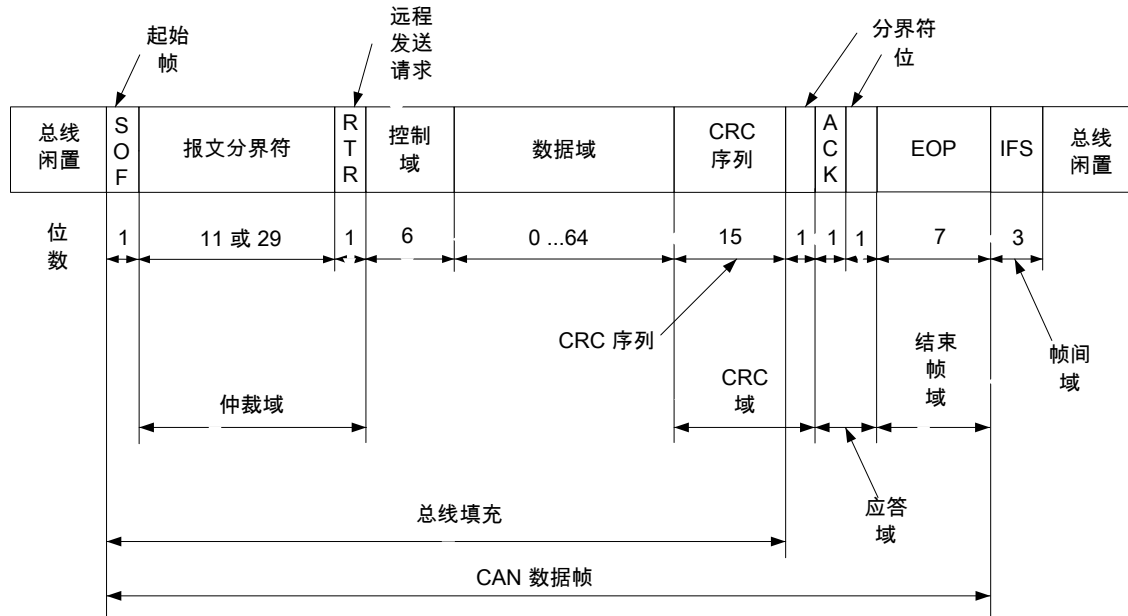 起始
帧
远程
发送
请求
分界符
位
总线
闲置
S
O
F
报文分界符
R
T
R
控制
域
数据域
CRC
序列
A
C
K
EOP
IFS
总线
闲置
位
数
1
11 或 29
1
6
0 ...64
15
1
1
1
7
3
CRC 序列
结束
帧
域
帧间
域
CRC
域
仲裁域
应答
域
总线填充
CAN 数据帧